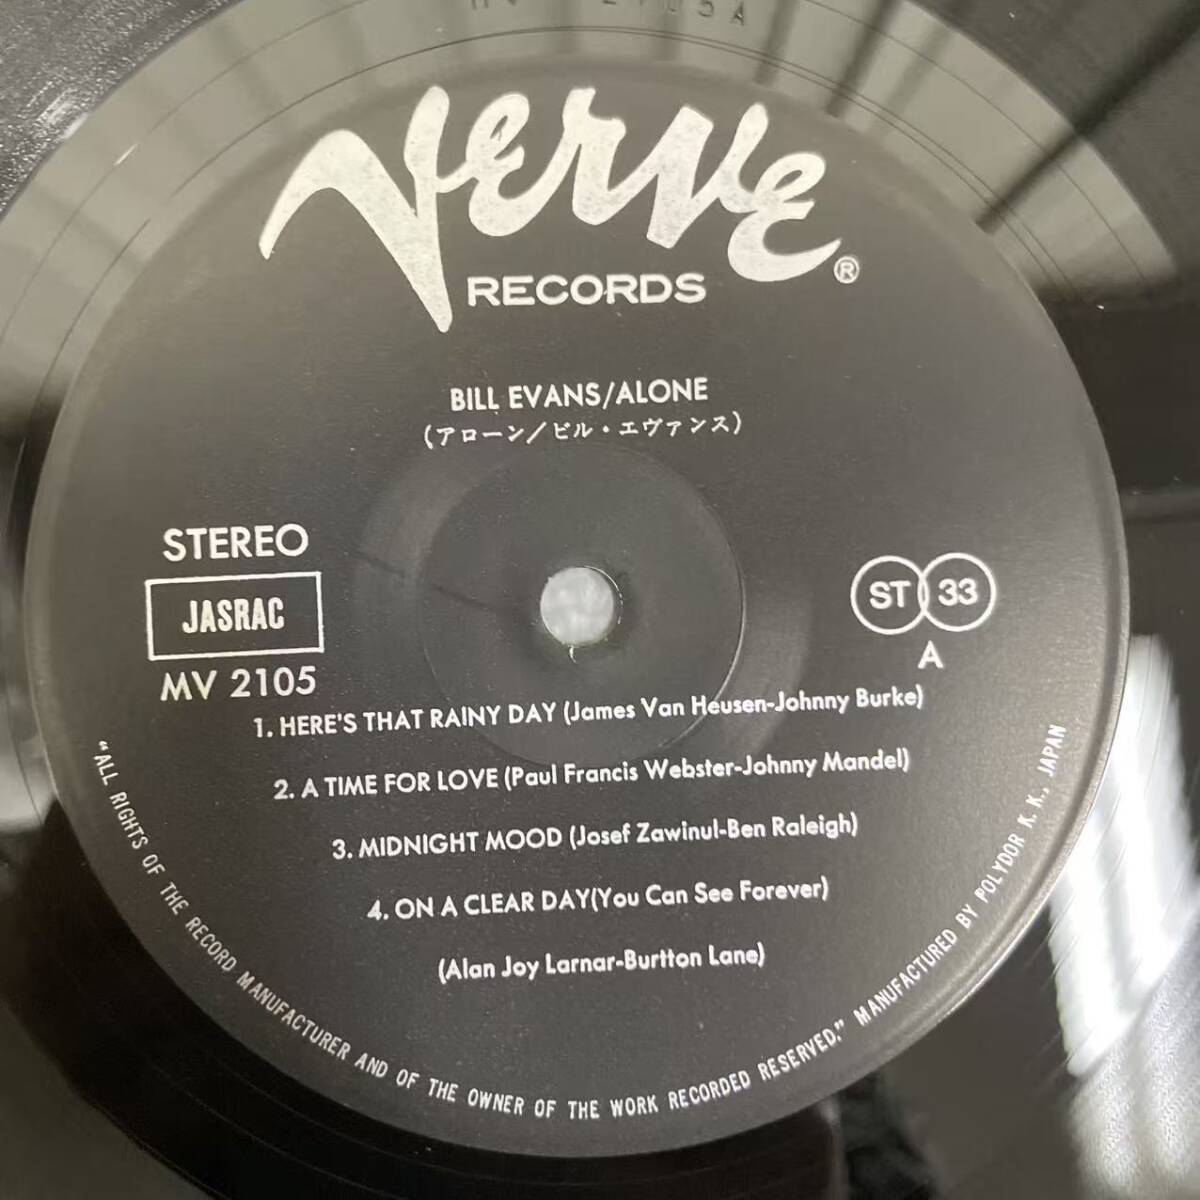 VERVE
RECORDS
®
BILL EVANS/ALONE
(アローン/ビル・エヴァンス)
STEREO
JASRAC
MV 2105
ST 33
A
1. HERE'S THAT RAINY DAY (James Van Heusen-Johnny Burke)
2. A TIME FOR LOVE (Paul Francis Webster-Johnny Mandel)
3. MIDNIGHT MOOD (Josef Zawinul-Ben Raleigh)
4. ON A CLEAR DAY(You Can See Forever)
(Alan Joy Larnar-Burtton Lane)
"ALL RIGHTS OF THE RECORD MANUFACTURER AND OF THE OWNER OF THE WORK RECORDED RESERVED." MANUFACTURED BY POLYDOR K. K., JAPAN